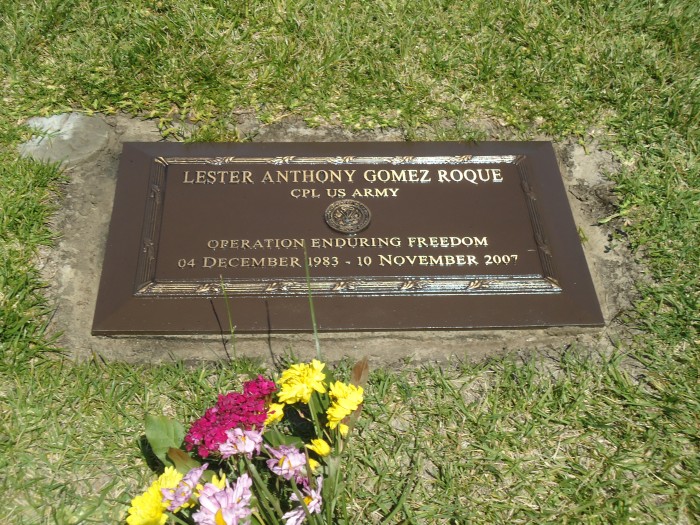 LESTER ANTHONY GOMEZ ROQUE
CPL US ARMY
OPERATION ENDURING FREEDOM
04 DECEMBER 1983 - 10 NOVEMBER 2007